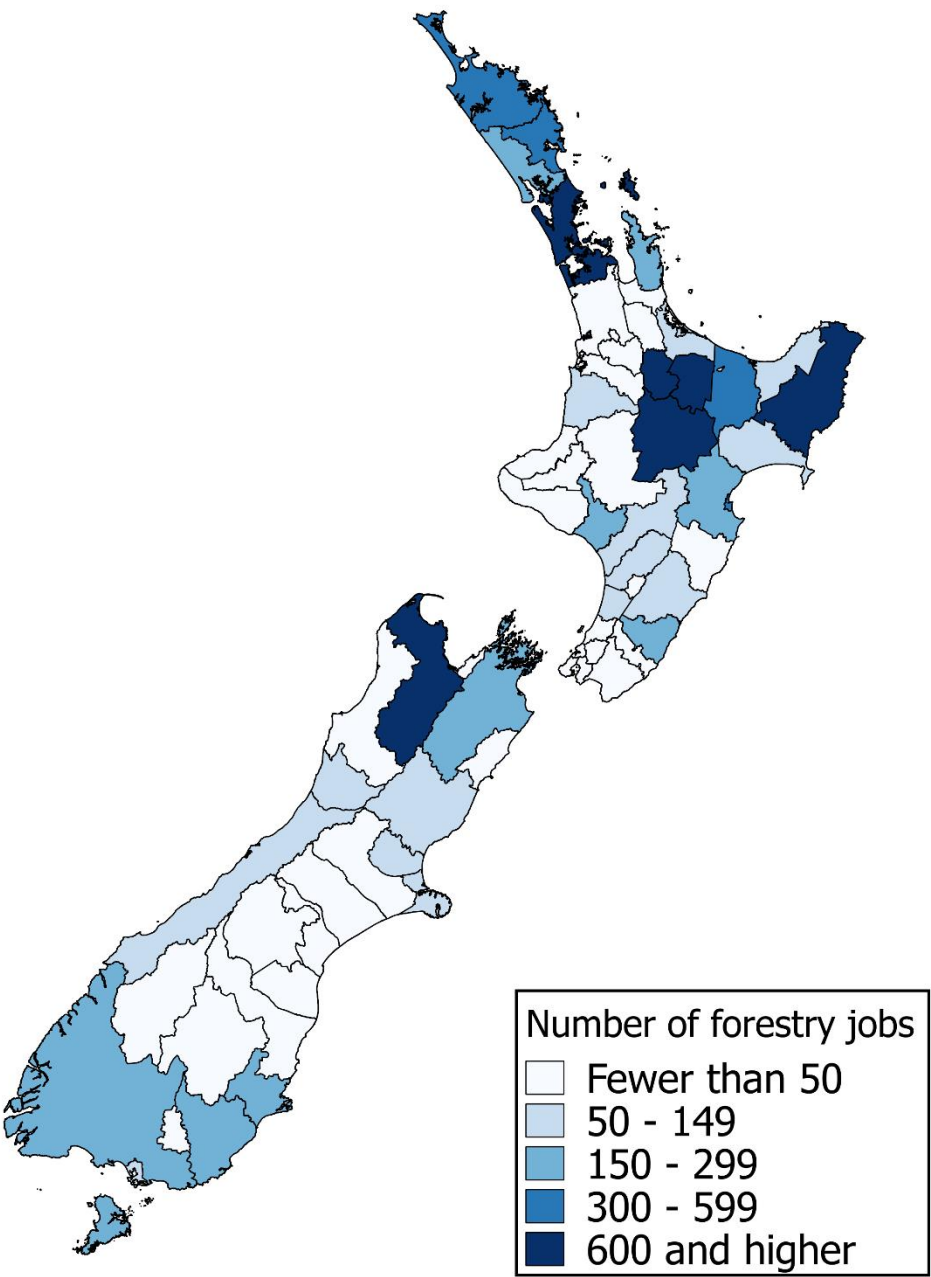 Number of forestry jobs
Fewer than 50
50 - 149
150 - 299
300 - 599
600 and higher